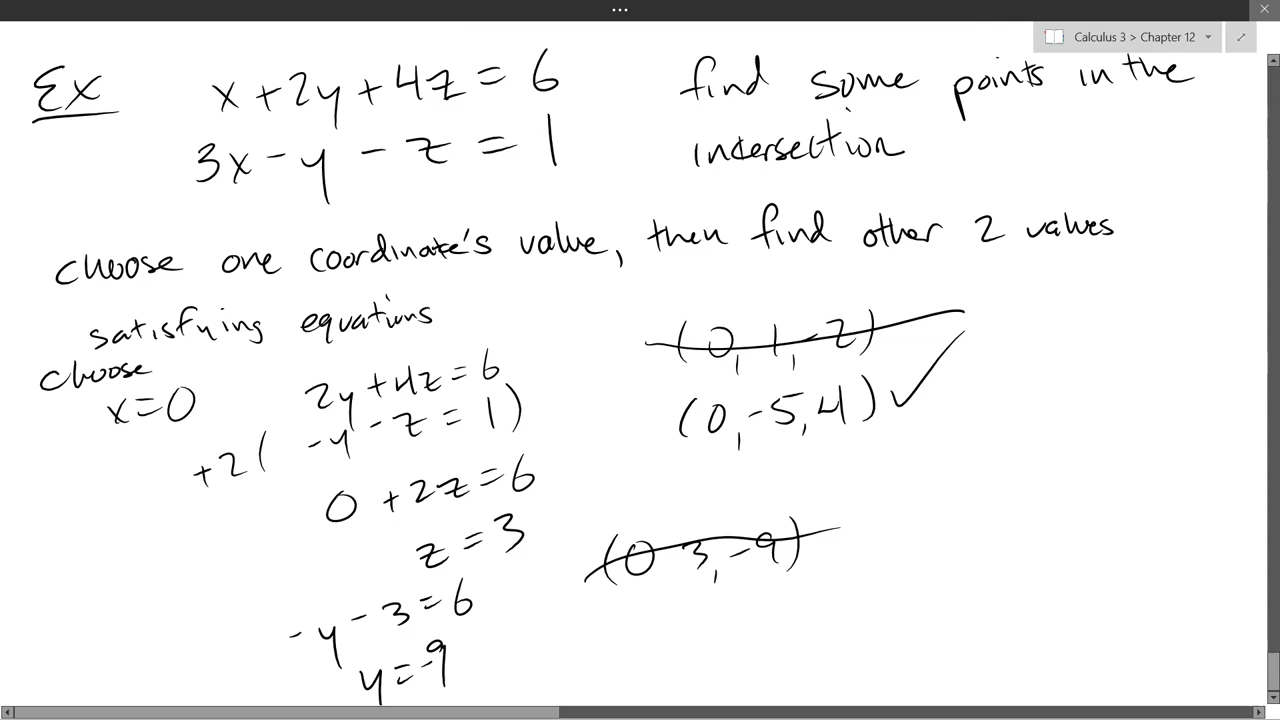 Calculus 3 > Chapter 12
Ex x + 2y + 4z = 6 find some points in the
3x - y - z = 1 intersection
choose one coordinate's value, then find other 2 values
satisfying equations
choose
x = 0
2y + 4z = 6
+2( -y - z = 1)
0 + 2z = 6
z = 3
-y - 3 = 6
y = -9
(0, 1, -2)
(0, -5, 4) ✓
(0 3, -9)